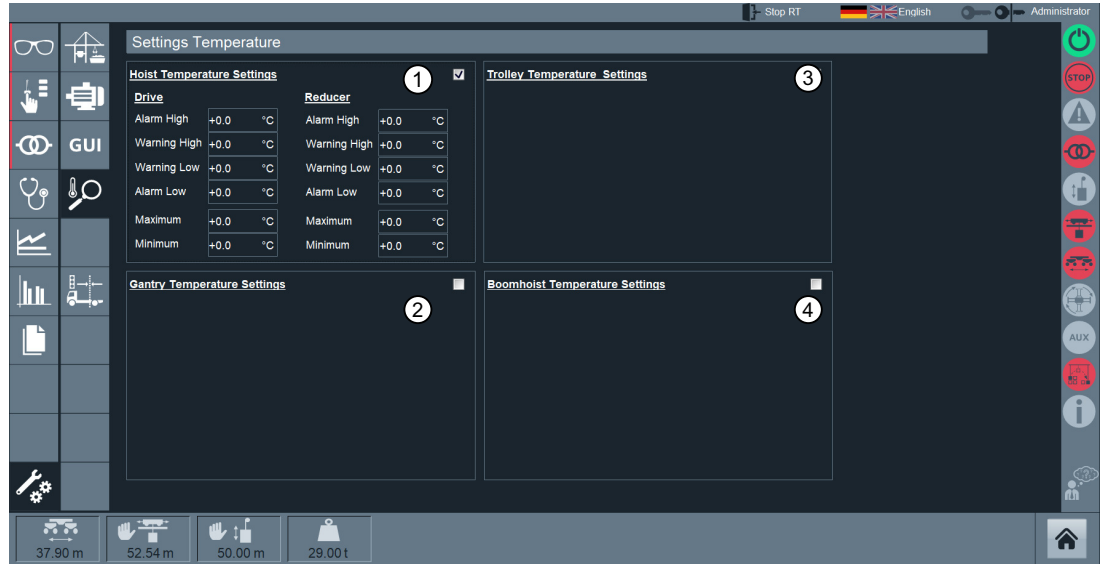 Stop RT English Administrator
Settings Temperature
Hoist Temperature Settings 1
Drive Reducer
Alarm High +0.0 °C Alarm High +0.0 °C
Warning High +0.0 °C Warning High +0.0 °C
Warning Low +0.0 °C Warning Low +0.0 °C
Alarm Low +0.0 °C Alarm Low +0.0 °C
Maximum +0.0 °C Maximum +0.0 °C
Minimum +0.0 °C Minimum +0.0 °C
Trolley Temperature Settings 3
Gantry Temperature Settings
2
Boomhoist Temperature Settings
4
GUI
STOP
AUX
37.90 m 52.54 m 50.00 m 29.00 t